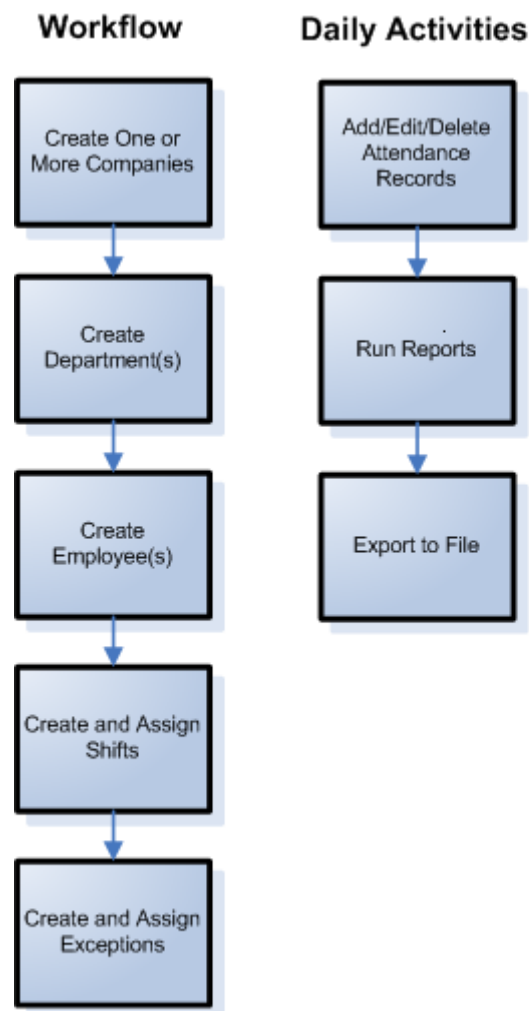 Workflow
Create One or
More Companies
Create
Department(s)
Create
Employee(s)
Create and Assign
Shifts
Create and Assign
Exceptions
Daily Activities
Add/Edit/Delete
Attendance
Records
Run Reports
Export to File